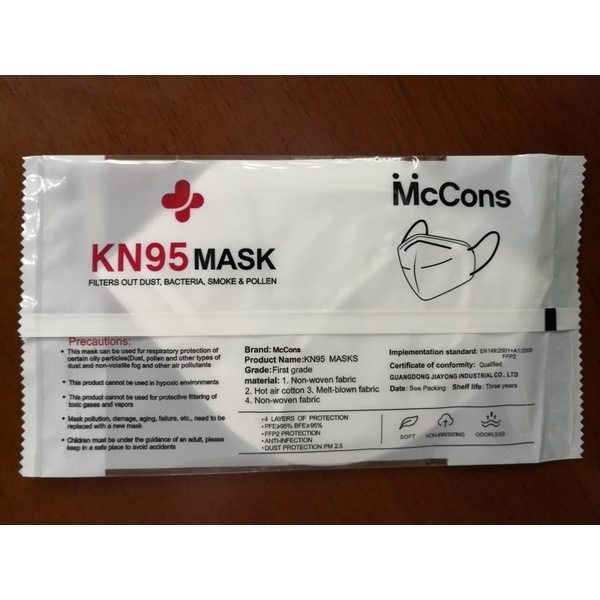 McCons
KN95 MASK
FILTERS OUT DUST, BACTERIA, SMOKE & POLLEN
Precautions:
• This mask can be used for respiratory protection of
certain oily particles(Dust, pollen and other types of
dust and non-volatile fog and other air pollutants
• This product cannot be used in hypoxic environments
• This product cannot be used for protective filtering of
toxic gases and vapors
• Mask pollution, damage, aging, failure, etc., need to be
replaced with a new mask
• Children must be under the guidance of an adult, please
keep in a safe place to avoid accidents
Brand: McCons
Product Name:KN95 MASKS
Grade:First grade
material: 1. Non-woven fabric
2. Hot air cotton 3. Melt-blown fabric
4. Non-woven fabric
Implementation standard: EN149:2001+A1:2009
FFP2
Certificate of conformity: Qualified
GUANGDONG JIAYONG INDUSTRIAL CO., LTD
Date: See Packing Shelf life: Three years
•4 LAYERS OF PROTECTION
•PFE≥95% BFE≥95%
•FFP2 PROTECTION
•ANTI-INFECTION
•DUST PROTECTION PM 2.5
SOFT NON-IRRITATING ODORLESS